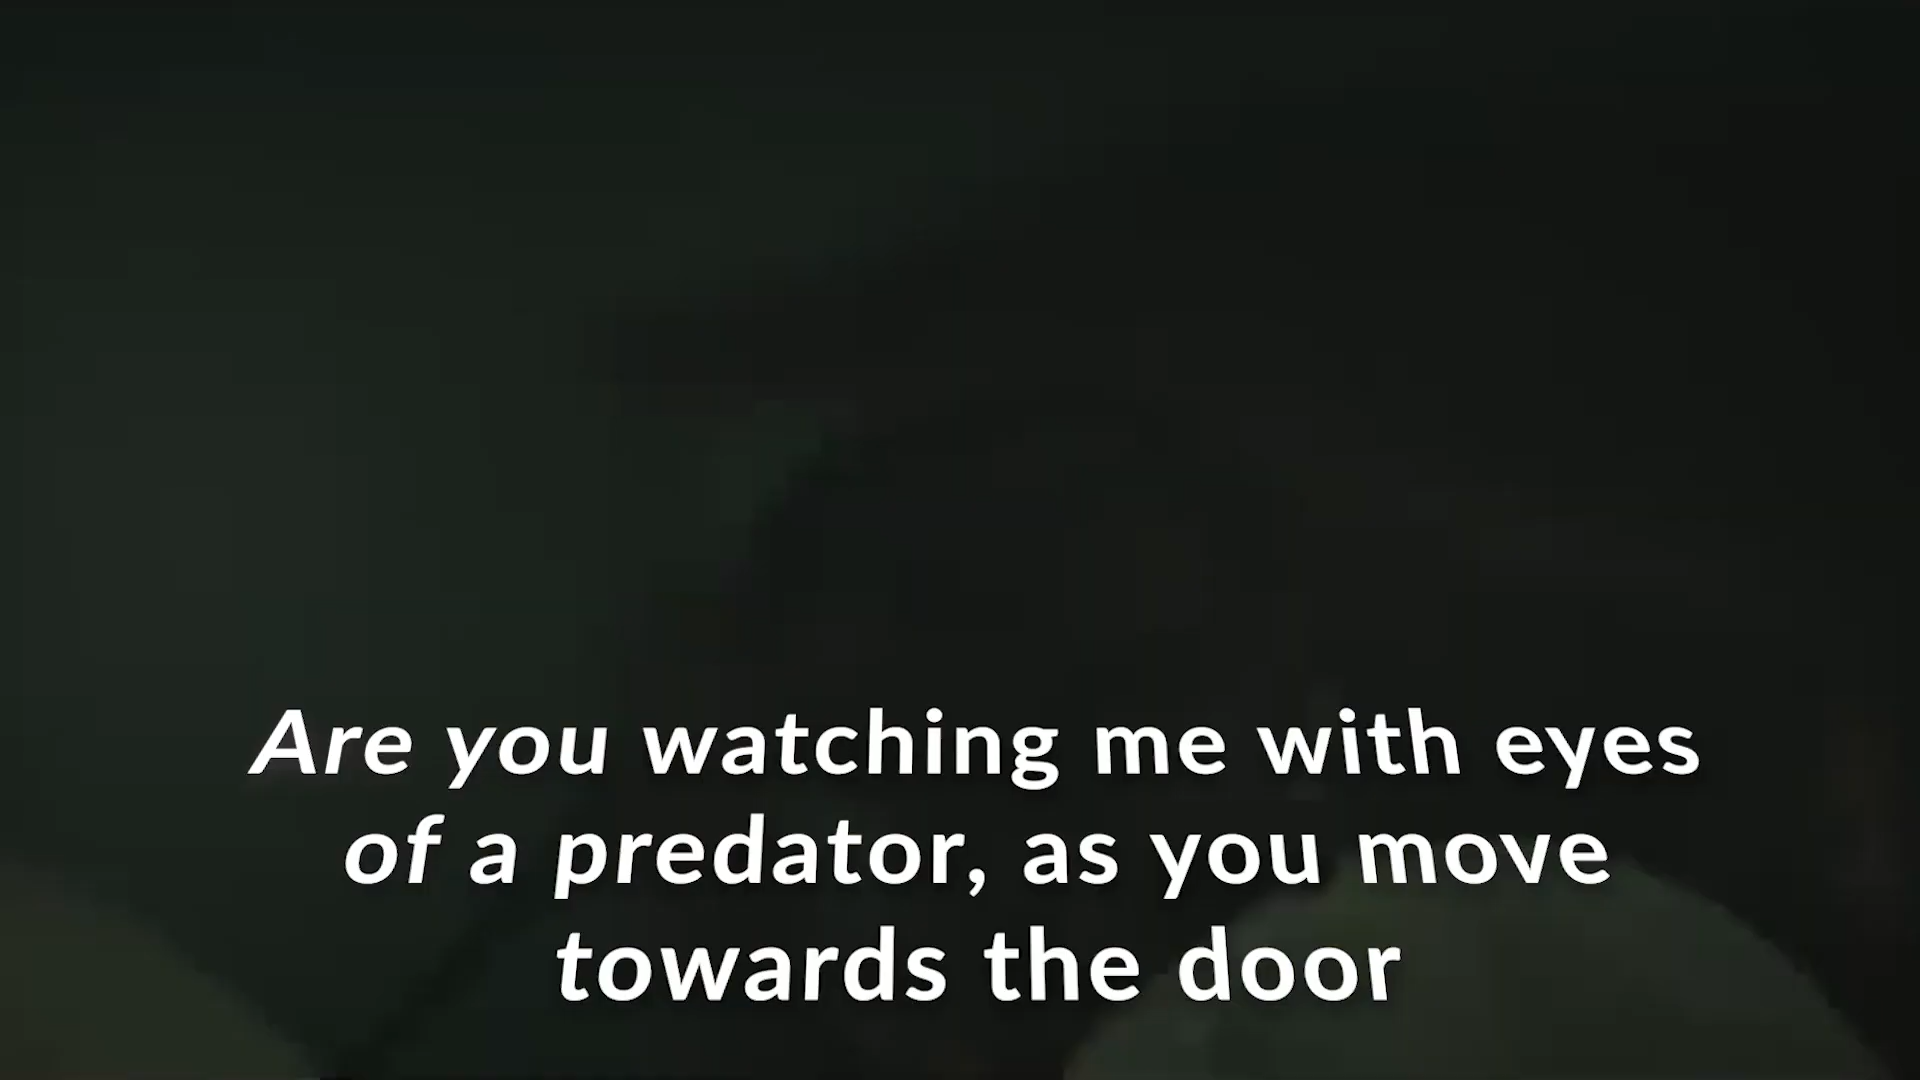 Are you watching me with eyes
of a predator, as you move
towards the door